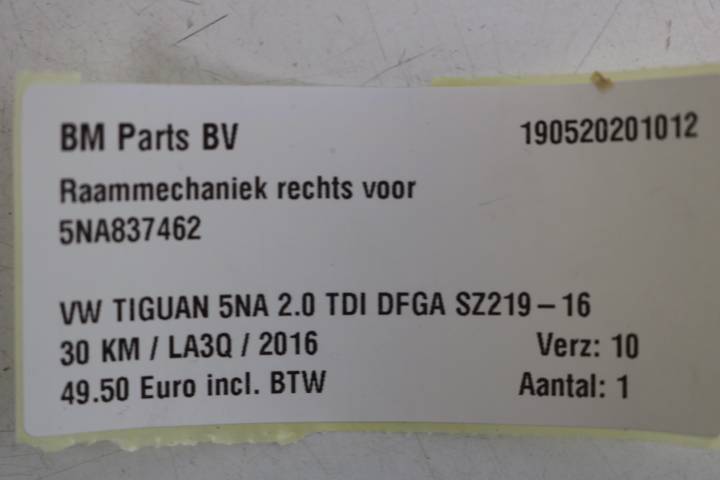 BM Parts BV 190520201012
Raammechaniek rechts voor
5NA837462
VW TIGUAN 5NA 2.0 TDI DFGA SZ219 – 16
30 KM / LA3Q / 2016 Verz: 10
49.50 Euro incl. BTW Aantal: 1